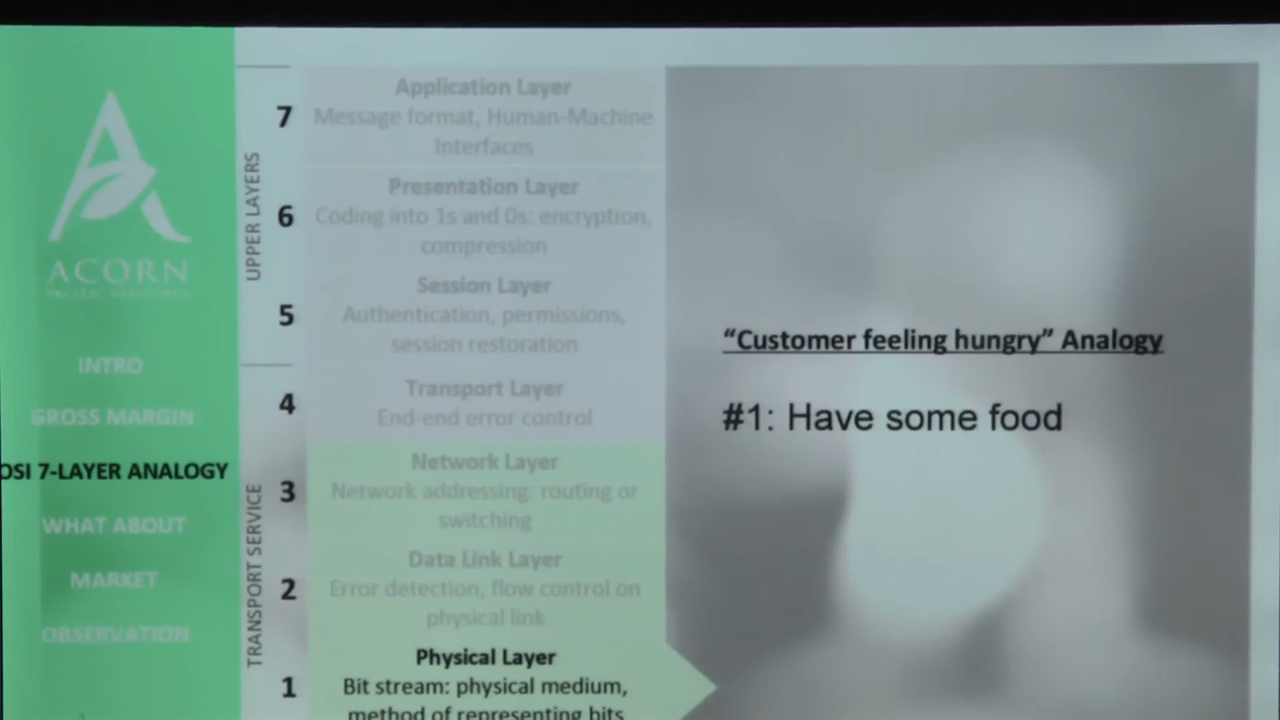 ACORN
INTRO
GROSS MARGIN
OSI 7-LAYER ANALOGY
WHAT ABOUT
MARKET
OBSERVATION
UPPER LAYERS
TRANSPORT SERVICE
7
Application Layer
Message format, Human-Machine
Interfaces
6
Presentation Layer
Coding into 1s and 0s: encryption,
compression
5
Session Layer
Authentication, permissions,
session restoration
4
Transport Layer
End-end error control
3
Network Layer
Network addressing: routing or
switching
2
Data Link Layer
Error detection, flow control on
physical link
1
Physical Layer
Bit stream: physical medium,
method of representing bits
“Customer feeling hungry” Analogy
#1: Have some food